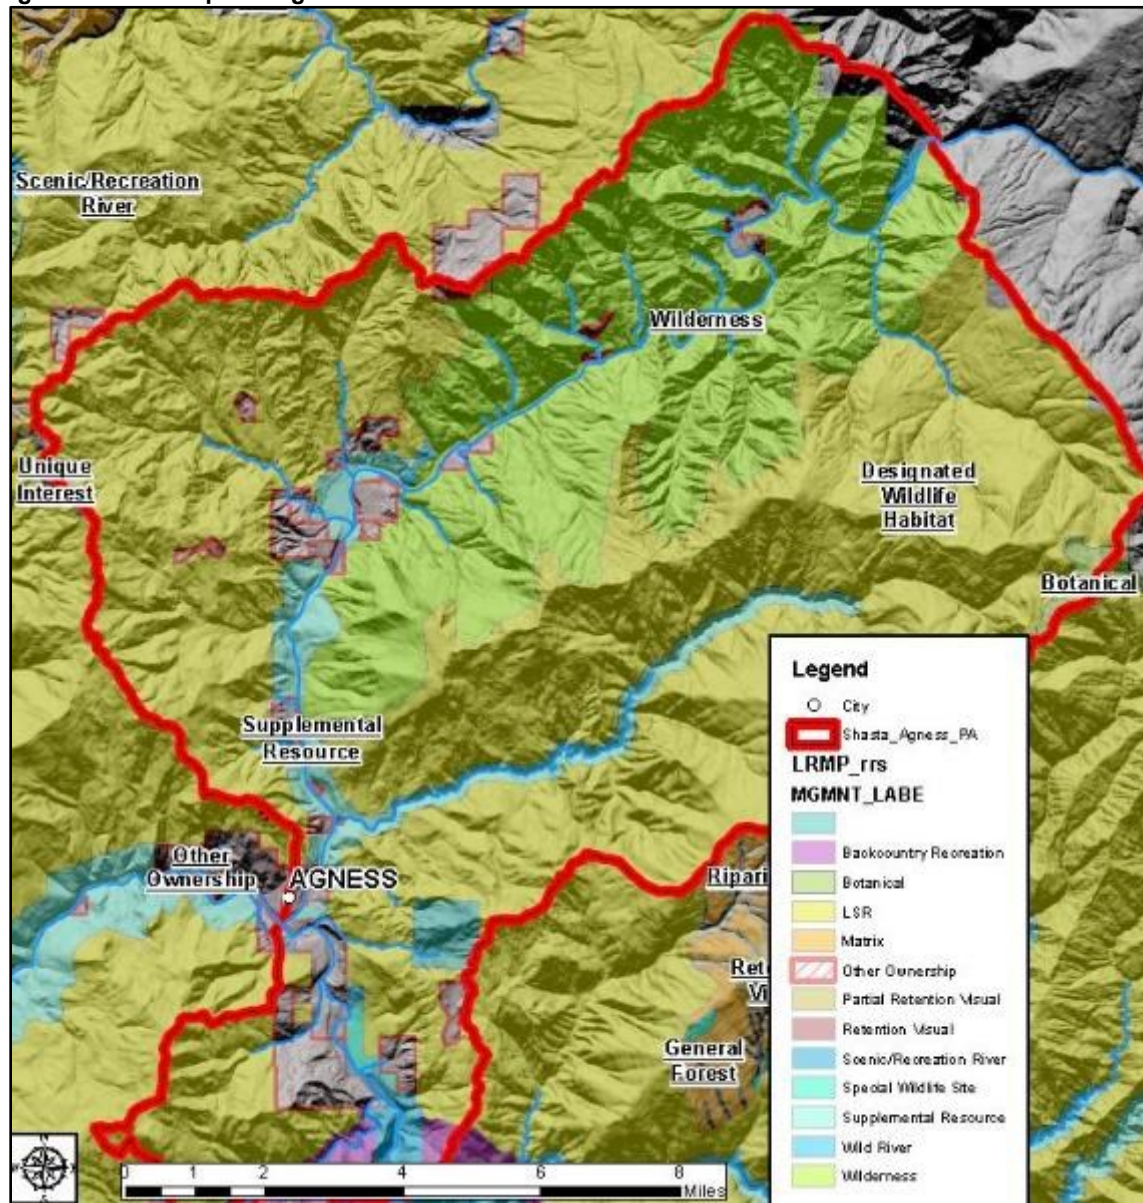 Scenic/Recreation
River
Wilderness
Unique
Interest
Designated
Wildlife
Habitat
Botanical
Supplemental
Resource
Other
Ownership
AGNESS
General
Forest
Legend
City
Shasta_Agness_PA
LRMP_rrs
MGMNT_LABE
Backcountry Recreation
Botanical
LSR
Matrix
Other Ownership
Partial Retention Visual
Retention Visual
Scenic/Recreation River
Special Wildlife Site
Supplemental Resource
Wild River
Wilderness
N
S
0 1 2 4 6 8
Miles